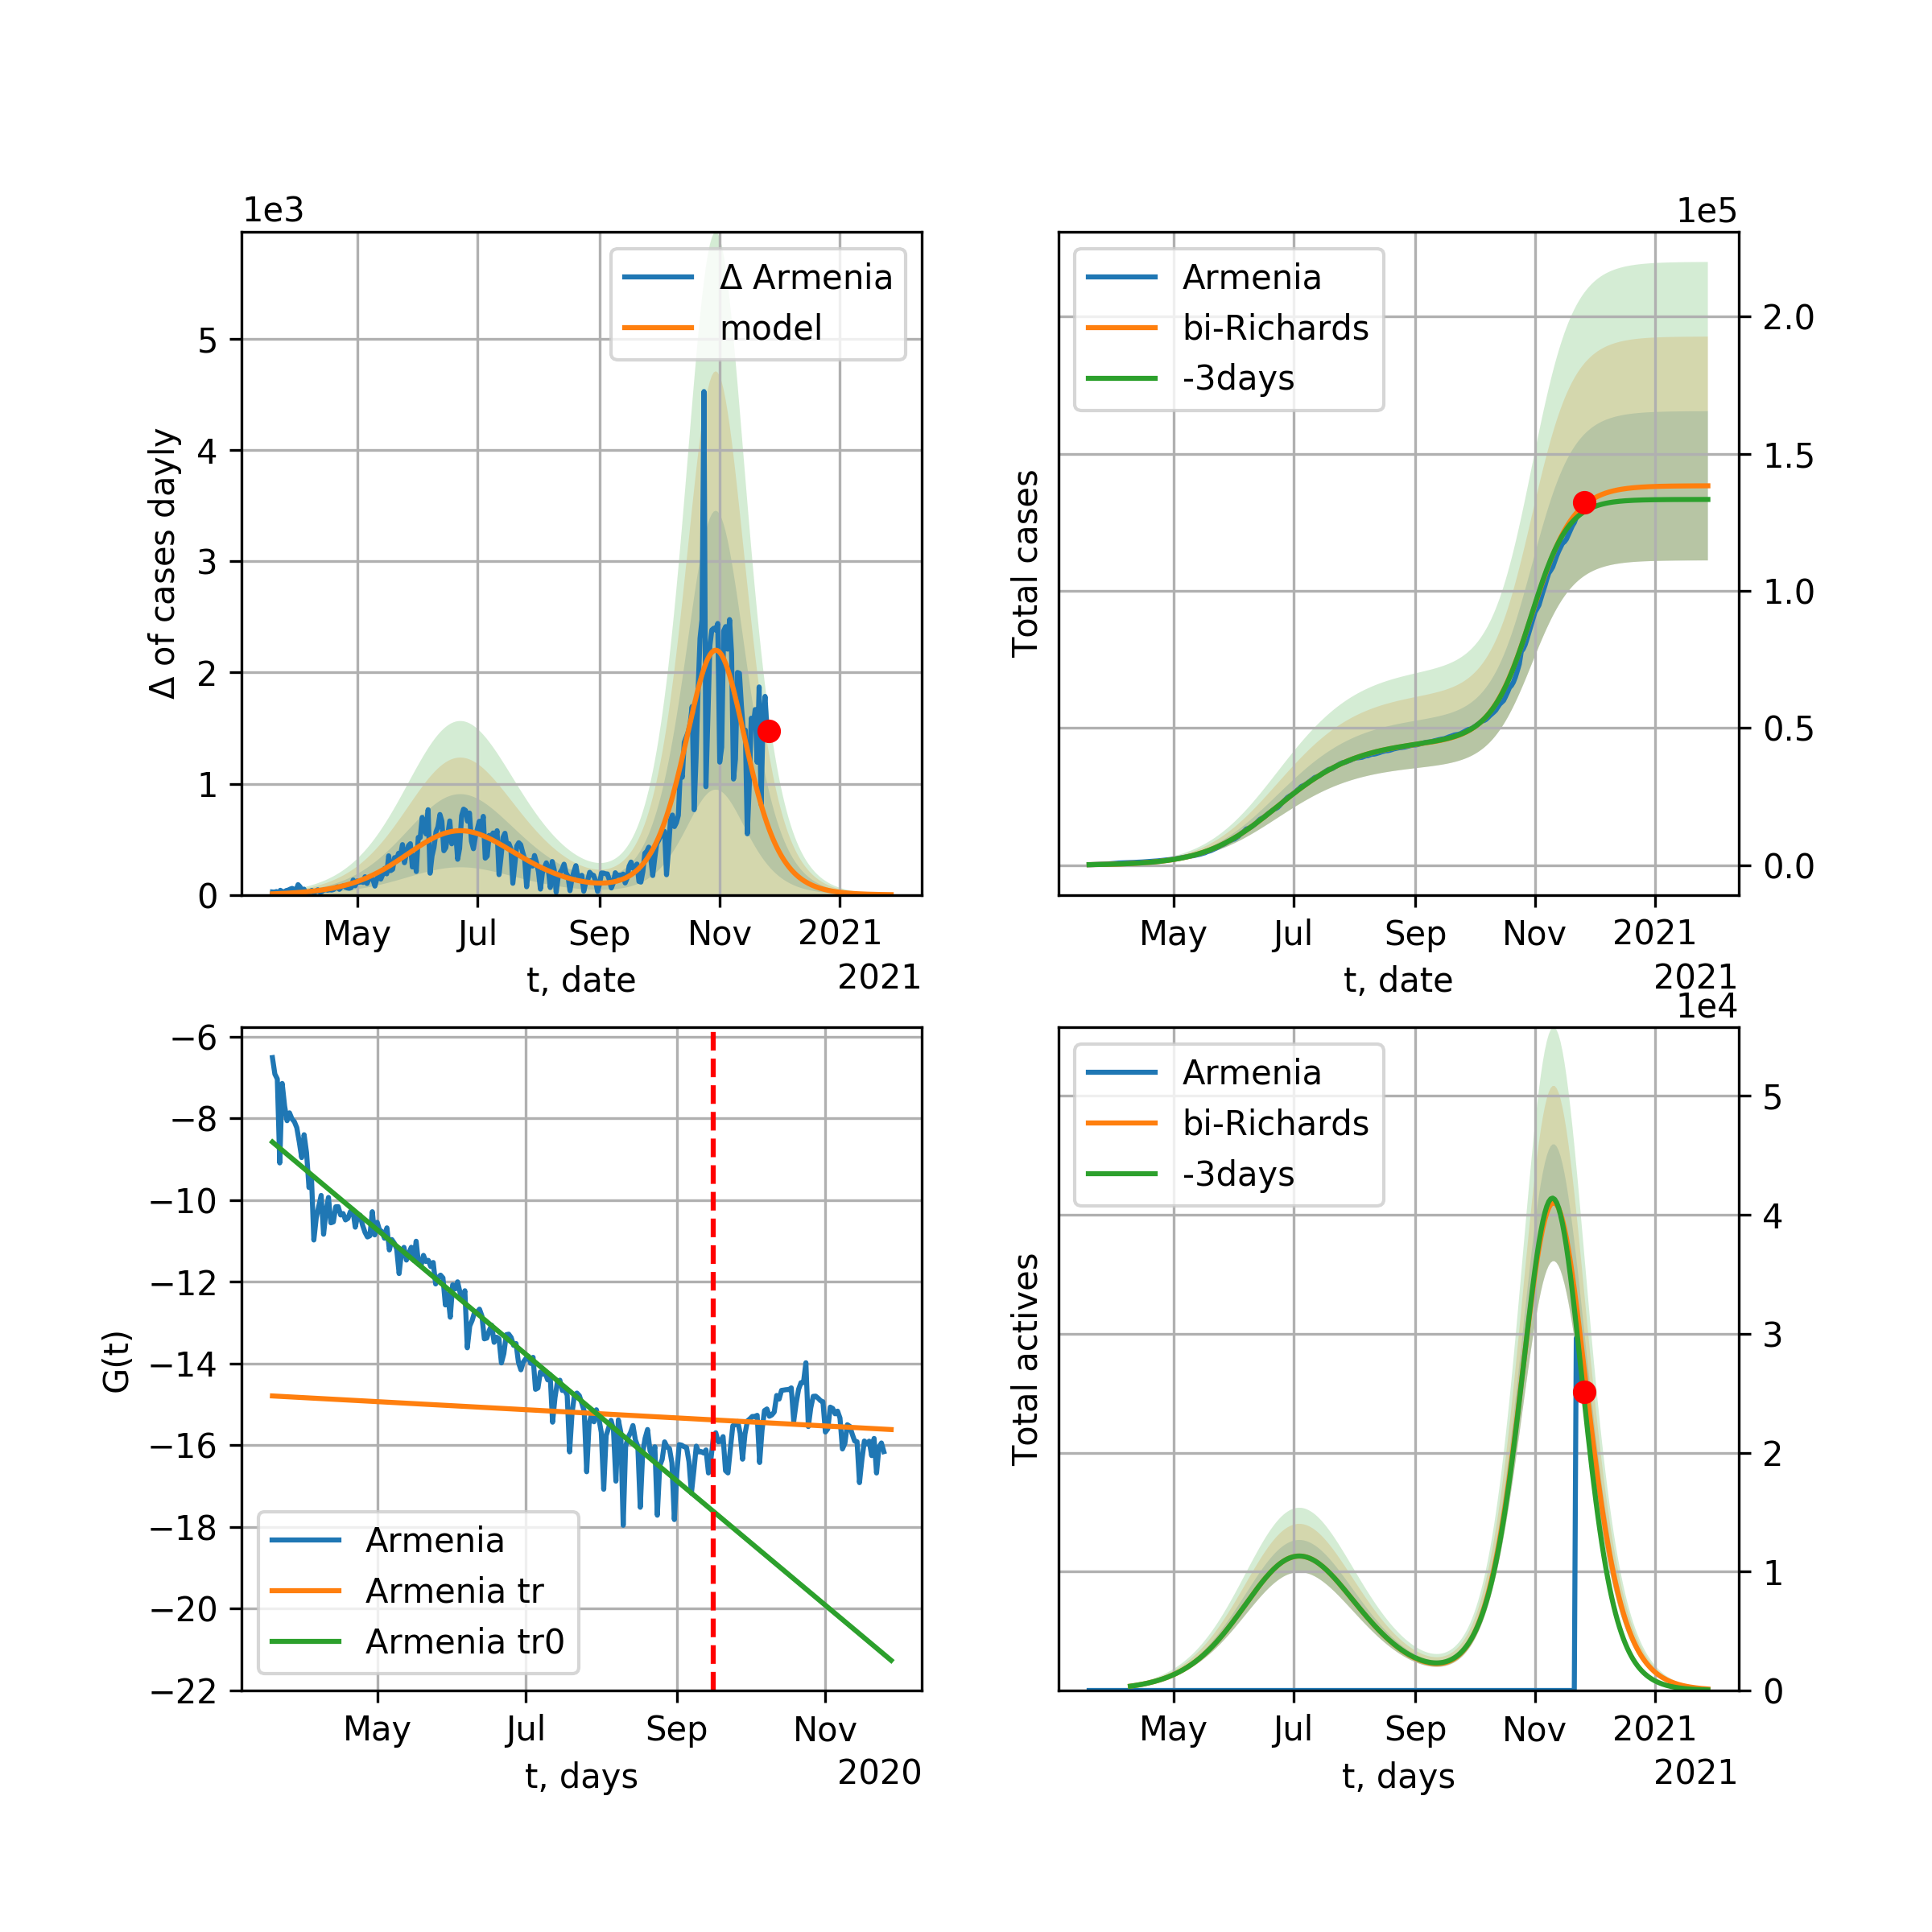 1e3
Δ Armenia
model
5
4
3
2
1
0
Δ of cases dayly
May Jul Sep Nov 2021
t, date 2021
1e5
Armenia
bi-Richards
-3days
2.0
1.5
1.0
0.5
0.0
Total cases
May Jul Sep Nov 2021
t, date 2021
−6
−8
−10
−12
−14
−16
−18
−20
−22
G(t)
Armenia
Armenia tr
Armenia tr0
May Jul Sep Nov
t, days 2020
1e4
Armenia
bi-Richards
-3days
5
4
3
2
1
0
Total actives
May Jul Sep Nov 2021
t, days 2021